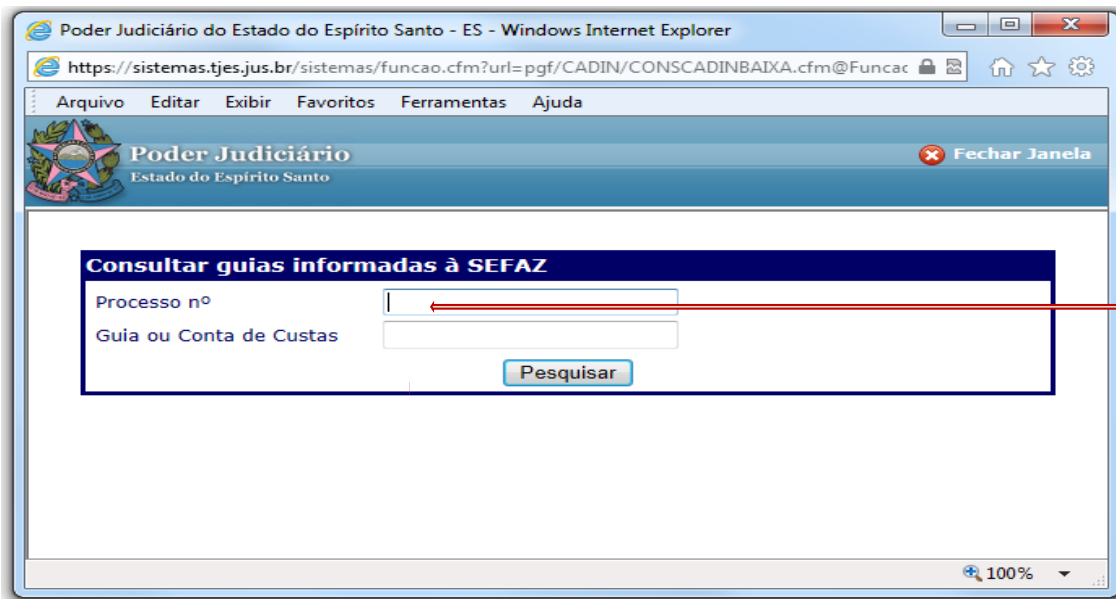 Poder Judiciário do Estado do Espírito Santo - ES - Windows Internet Explorer
https://sistemas.tjes.jus.br/sistemas/funcao.cfm?url=pgf/CADIN/CONSCADINBAIXA.cfm@Funcac
Arquivo Editar Exibir Favoritos Ferramentas Ajuda
Poder Judiciário
Estado do Espírito Santo
Fechar Janela
Consultar guias informadas à SEFAZ
Processo nº
Guia ou Conta de Custas
Pesquisar
100%